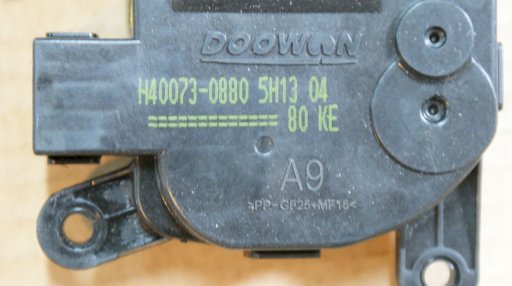 DOOWON
H40073-0880 5H13 04
============= 80 KE
A9
>PP-GF25+MF15<